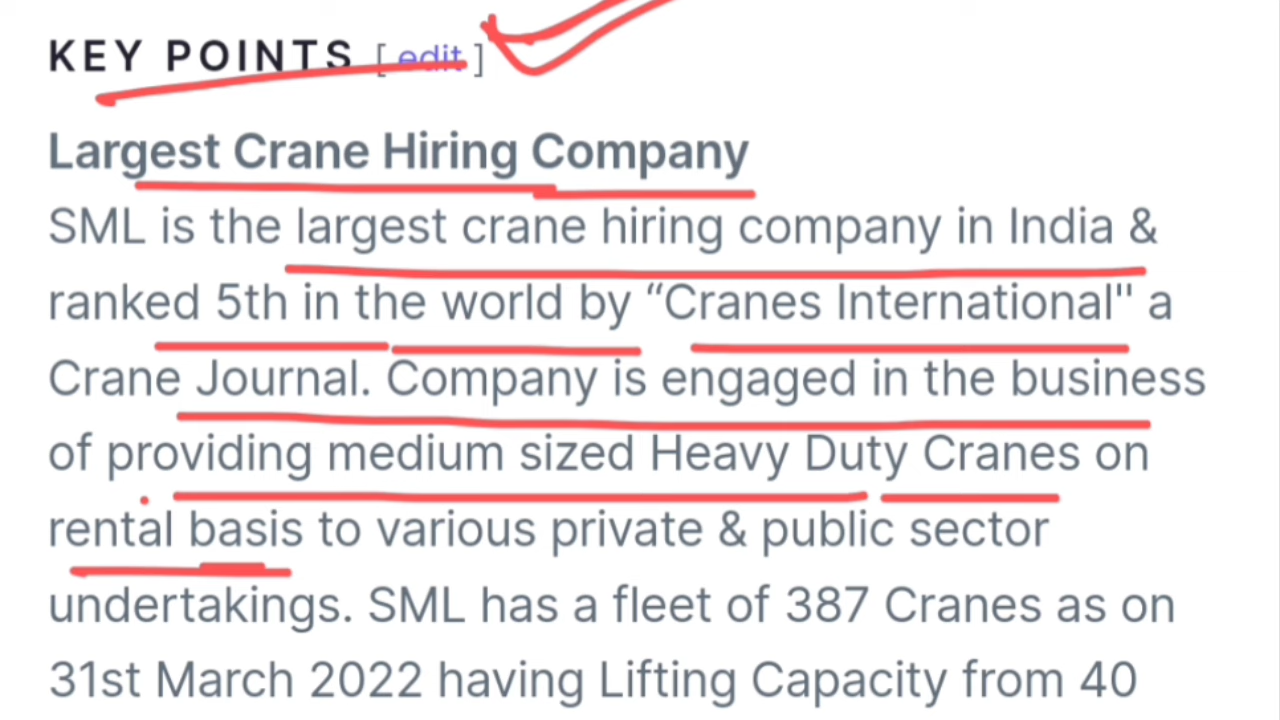 KEY POINTS [ edit ]
Largest Crane Hiring Company
SML is the largest crane hiring company in India &
ranked 5th in the world by “Cranes International" a
Crane Journal. Company is engaged in the business
of providing medium sized Heavy Duty Cranes on
rental basis to various private & public sector
undertakings. SML has a fleet of 387 Cranes as on
31st March 2022 having Lifting Capacity from 40